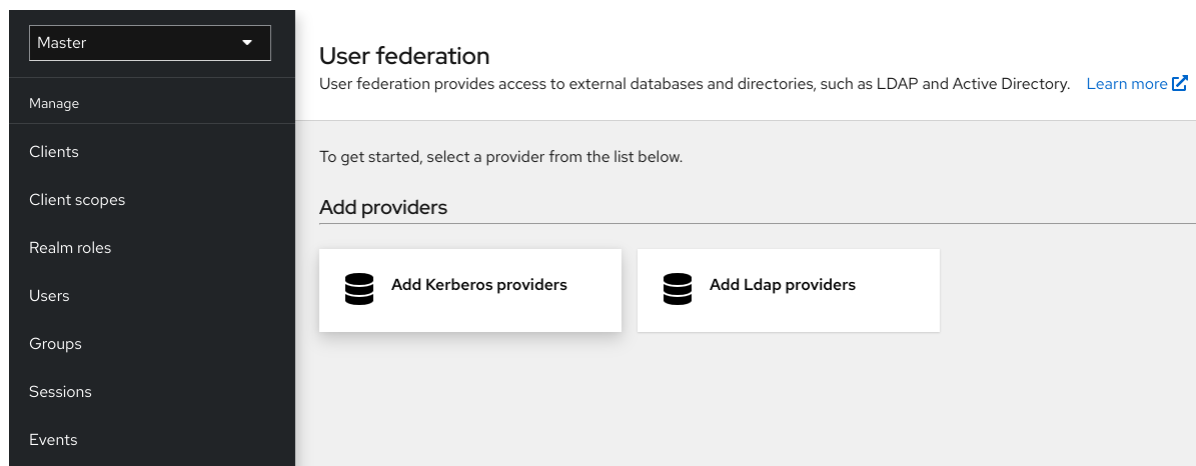 Master
Manage
Clients
Client scopes
Realm roles
Users
Groups
Sessions
Events
User federation
User federation provides access to external databases and directories, such as LDAP and Active Directory. Learn more
To get started, select a provider from the list below.
Add providers
Add Kerberos providers
Add Ldap providers